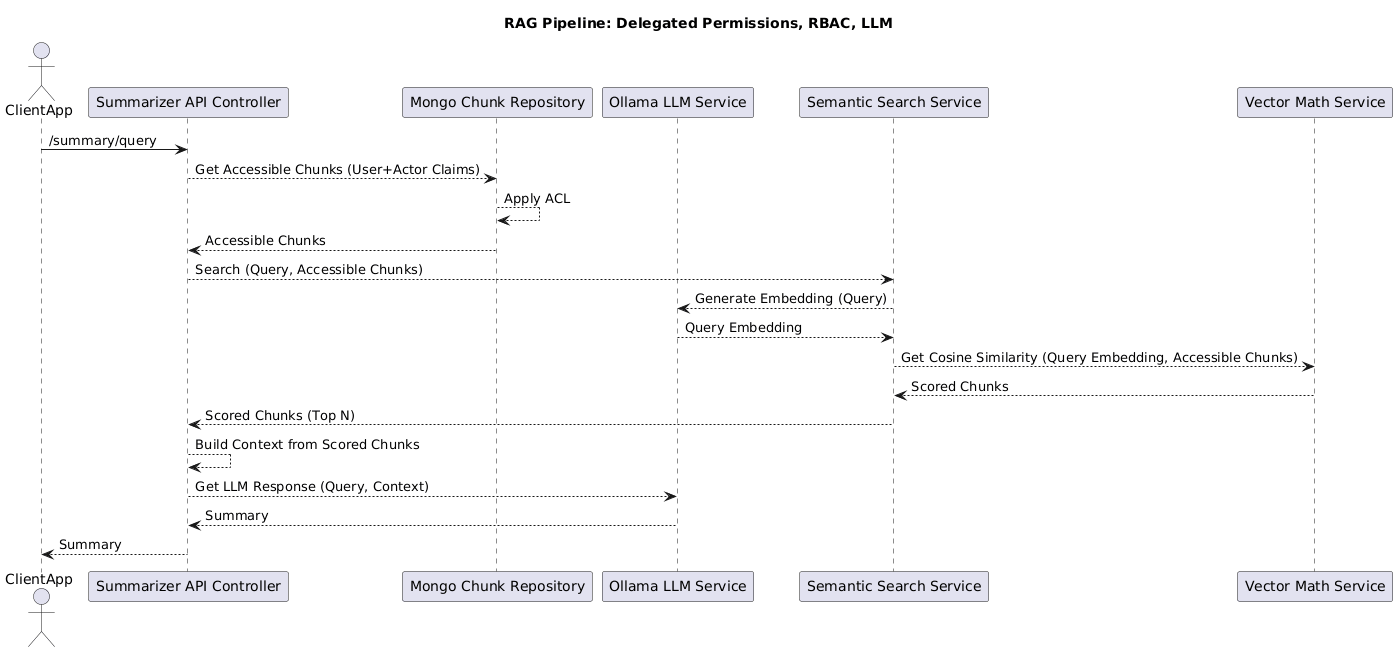 RAG Pipeline: Delegated Permissions, RBAC, LLM
ClientApp
Summarizer API Controller
Mongo Chunk Repository
Ollama LLM Service
Semantic Search Service
Vector Math Service
/summary/query
Get Accessible Chunks (User+Actor Claims)
Apply ACL
Accessible Chunks
Search (Query, Accessible Chunks)
Generate Embedding (Query)
Query Embedding
Get Cosine Similarity (Query Embedding, Accessible Chunks)
Scored Chunks
Scored Chunks (Top N)
Build Context from Scored Chunks
Get LLM Response (Query, Context)
Summary
Summary
ClientApp
Summarizer API Controller
Mongo Chunk Repository
Ollama LLM Service
Semantic Search Service
Vector Math Service